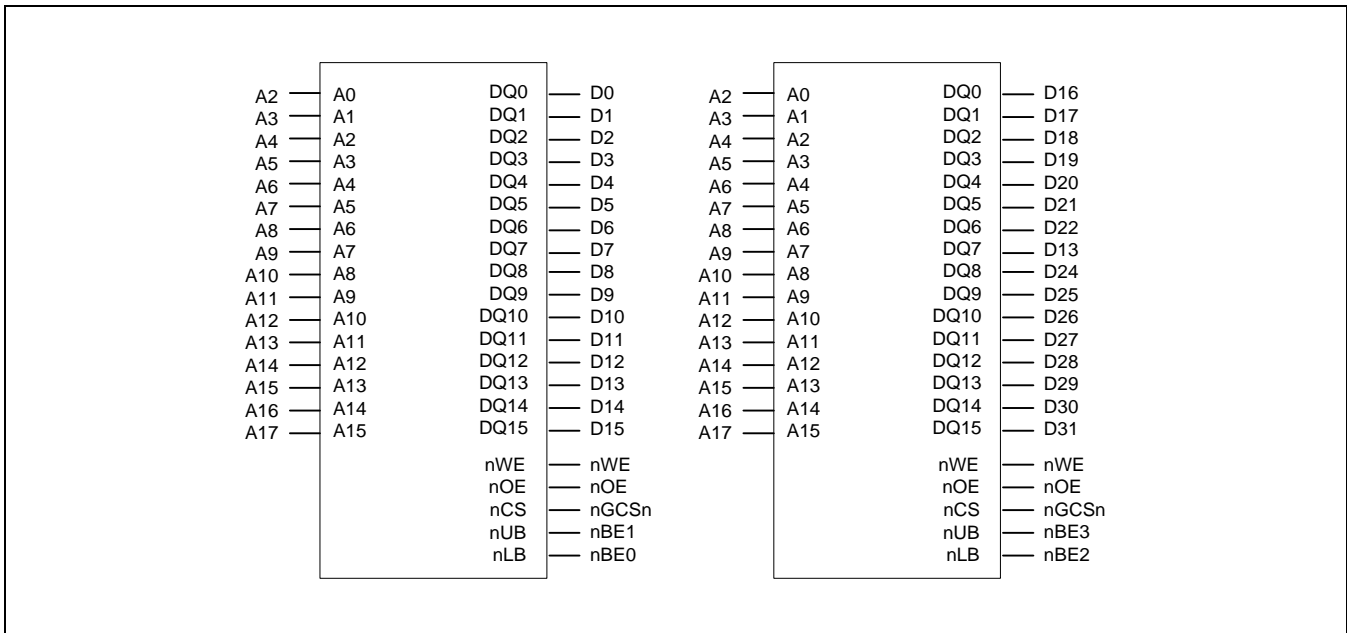 A2 A0 DQ0 D0 A2 A0 DQ0 D16
A3 A1 DQ1 D1 A3 A1 DQ1 D17
A4 A2 DQ2 D2 A4 A2 DQ2 D18
A5 A3 DQ3 D3 A5 A3 DQ3 D19
A6 A4 DQ4 D4 A6 A4 DQ4 D20
A7 A5 DQ5 D5 A7 A5 DQ5 D21
A8 A6 DQ6 D6 A8 A6 DQ6 D22
A9 A7 DQ7 D7 A9 A7 DQ7 D13
A10 A8 DQ8 D8 A10 A8 DQ8 D24
A11 A9 DQ9 D9 A11 A9 DQ9 D25
A12 A10 DQ10 D10 A12 A10 DQ10 D26
A13 A11 DQ11 D11 A13 A11 DQ11 D27
A14 A12 DQ12 D12 A14 A12 DQ12 D28
A15 A13 DQ13 D13 A15 A13 DQ13 D29
A16 A14 DQ14 D14 A16 A14 DQ14 D30
A17 A15 DQ15 D15 A17 A15 DQ15 D31
nWE nWE nWE nWE
nOE nOE nOE nOE
nCS nGCSn nCS nGCSn
nUB nBE1 nUB nBE3
nLB nBE0 nLB nBE2